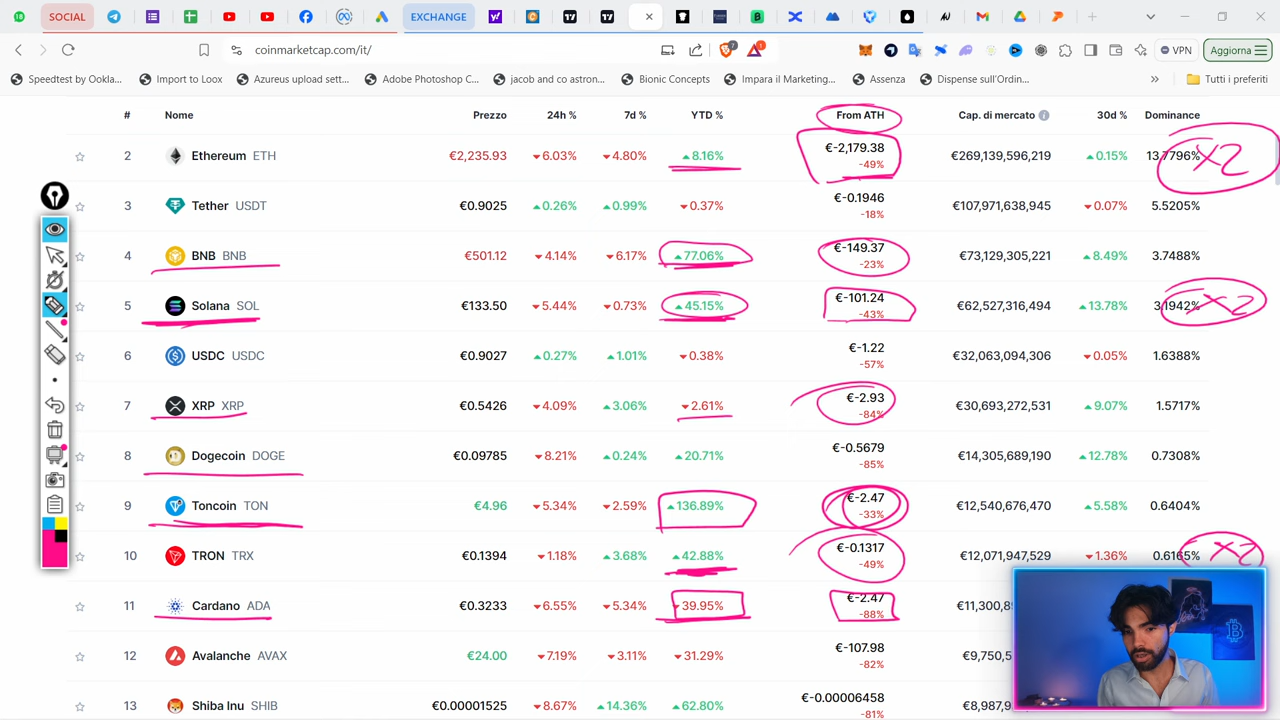 SOCIAL
EXCHANGE
coinmarketcap.com/it/
VPN
Aggiorna
Speedtest by Ookla...
Import to Loox
Azureus upload sett...
Adobe Photoshop C...
jacob and co astron...
Bionic Concepts
Impara il Marketing...
Assenza
Dispense sull'Ordin...
Tutti i preferiti
# Nome Prezzo 24h % 7d % YTD % From ATH Cap. di mercato 30d % Dominance
2 Ethereum ETH €2,235.93 6.03% 4.80% 8.16% €-2,179.38 -49% €269,139,596,219 0.15% 13.7796% X2
3 Tether USDT €0.9025 0.26% 0.99% 0.37% €-0.1946 -18% €107,971,638,945 0.07% 5.5205%
4 BNB BNB €501.12 4.14% 6.17% 77.06% €-149.37 -23% €73,129,305,221 8.49% 3.7488%
5 Solana SOL €133.50 5.44% 0.73% 45.15% €-101.24 -43% €62,527,316,494 13.78% 3.1942% X2
6 USDC USDC €0.9027 0.27% 1.01% 0.38% €-1.22 -57% €32,063,094,306 0.05% 1.6388%
7 XRP XRP €0.5426 4.09% 3.06% 2.61% €-2.93 -84% €30,693,272,531 9.07% 1.5717%
8 Dogecoin DOGE €0.09785 8.21% 0.24% 20.71% €-0.5679 -85% €14,305,689,190 12.78% 0.7308%
9 Toncoin TON €4.96 5.34% 2.59% 136.89% €-2.47 -33% €12,540,676,470 5.58% 0.6404%
10 TRON TRX €0.1394 1.18% 3.68% 42.88% €-0.1317 -49% €12,071,947,529 1.36% 0.6165% X2
11 Cardano ADA €0.3233 6.55% 5.34% 39.95% €-2.47 -88% €11,300,8
12 Avalanche AVAX €24.00 7.19% 3.11% 31.29% €-107.98 -82% €9,750,5
13 Shiba Inu SHIB €0.00001525 8.67% 14.36% 62.80% €-0.00006458 -81% €8,987,9